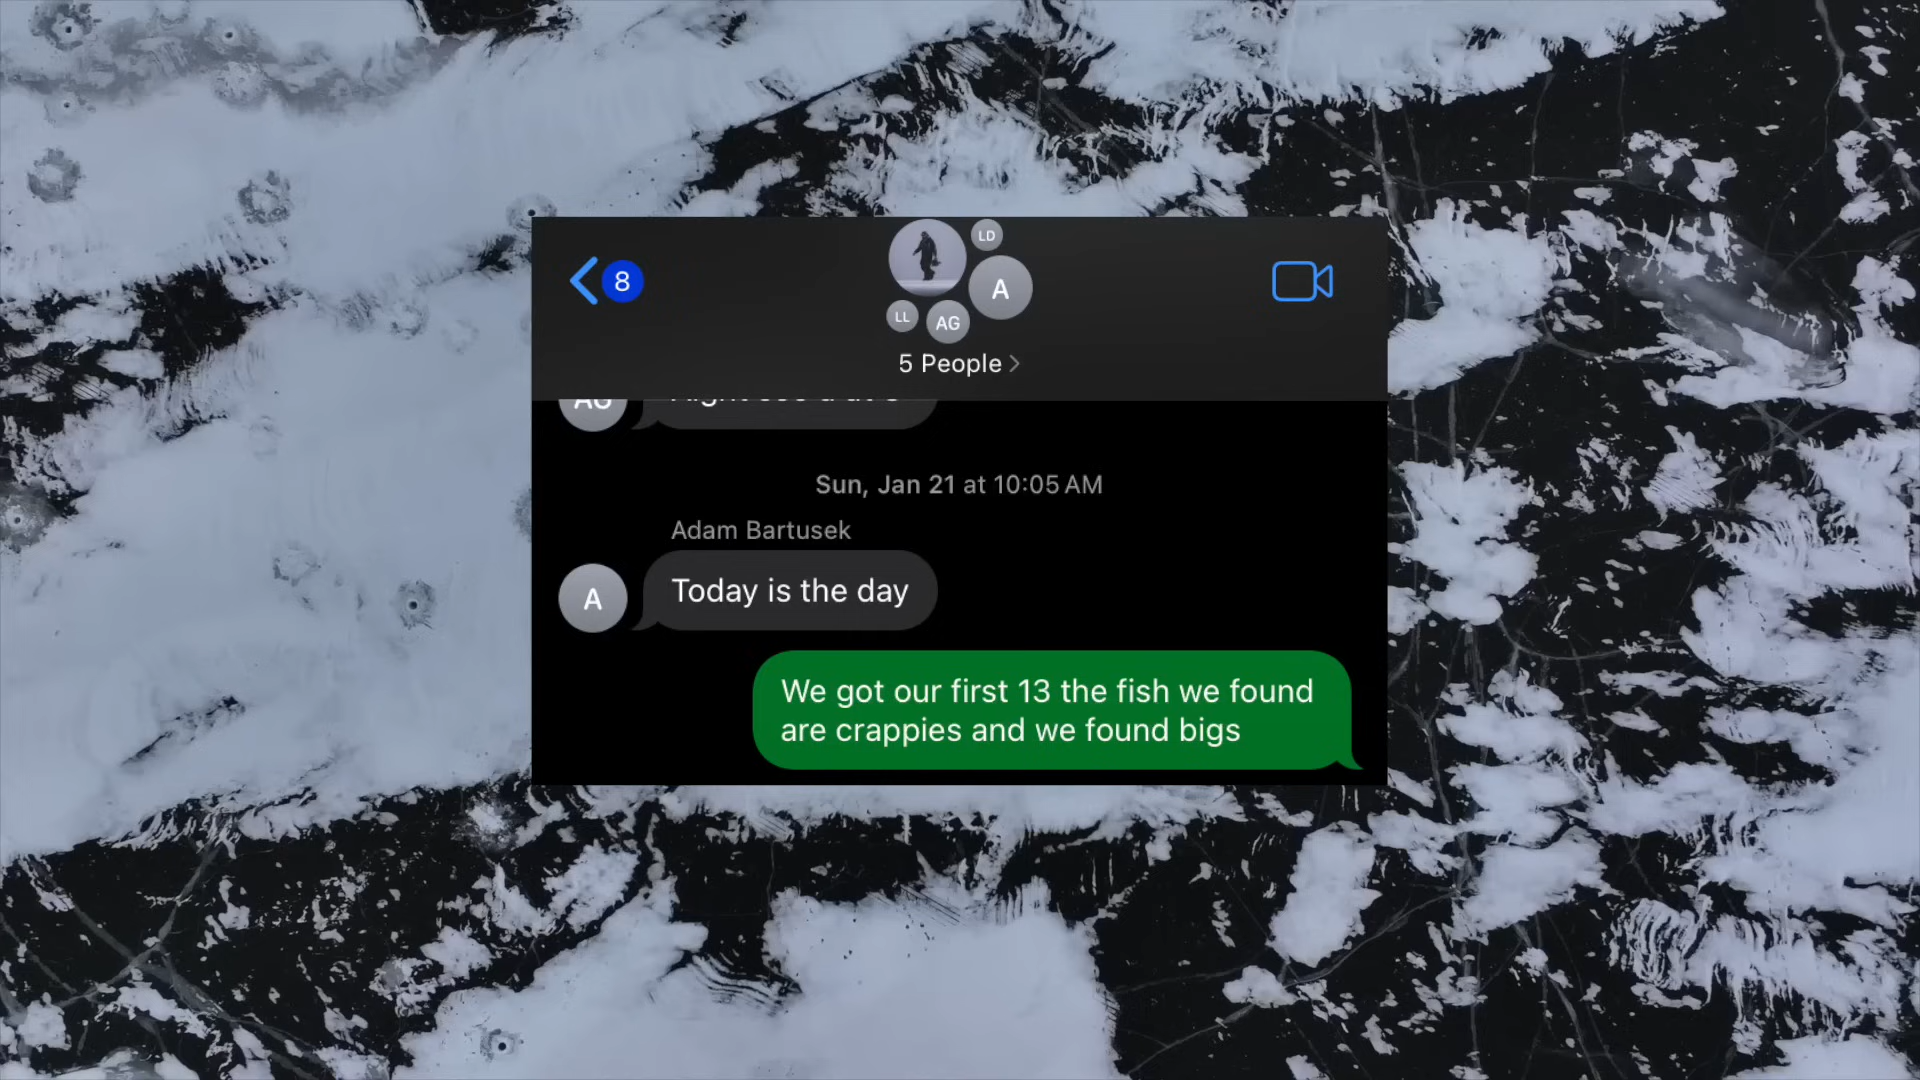 8
LD
A
LL
AG
5 People
AG
Sun, Jan 21 at 10:05 AM
Adam Bartusek
A
Today is the day
We got our first 13 the fish we found
are crappies and we found bigs